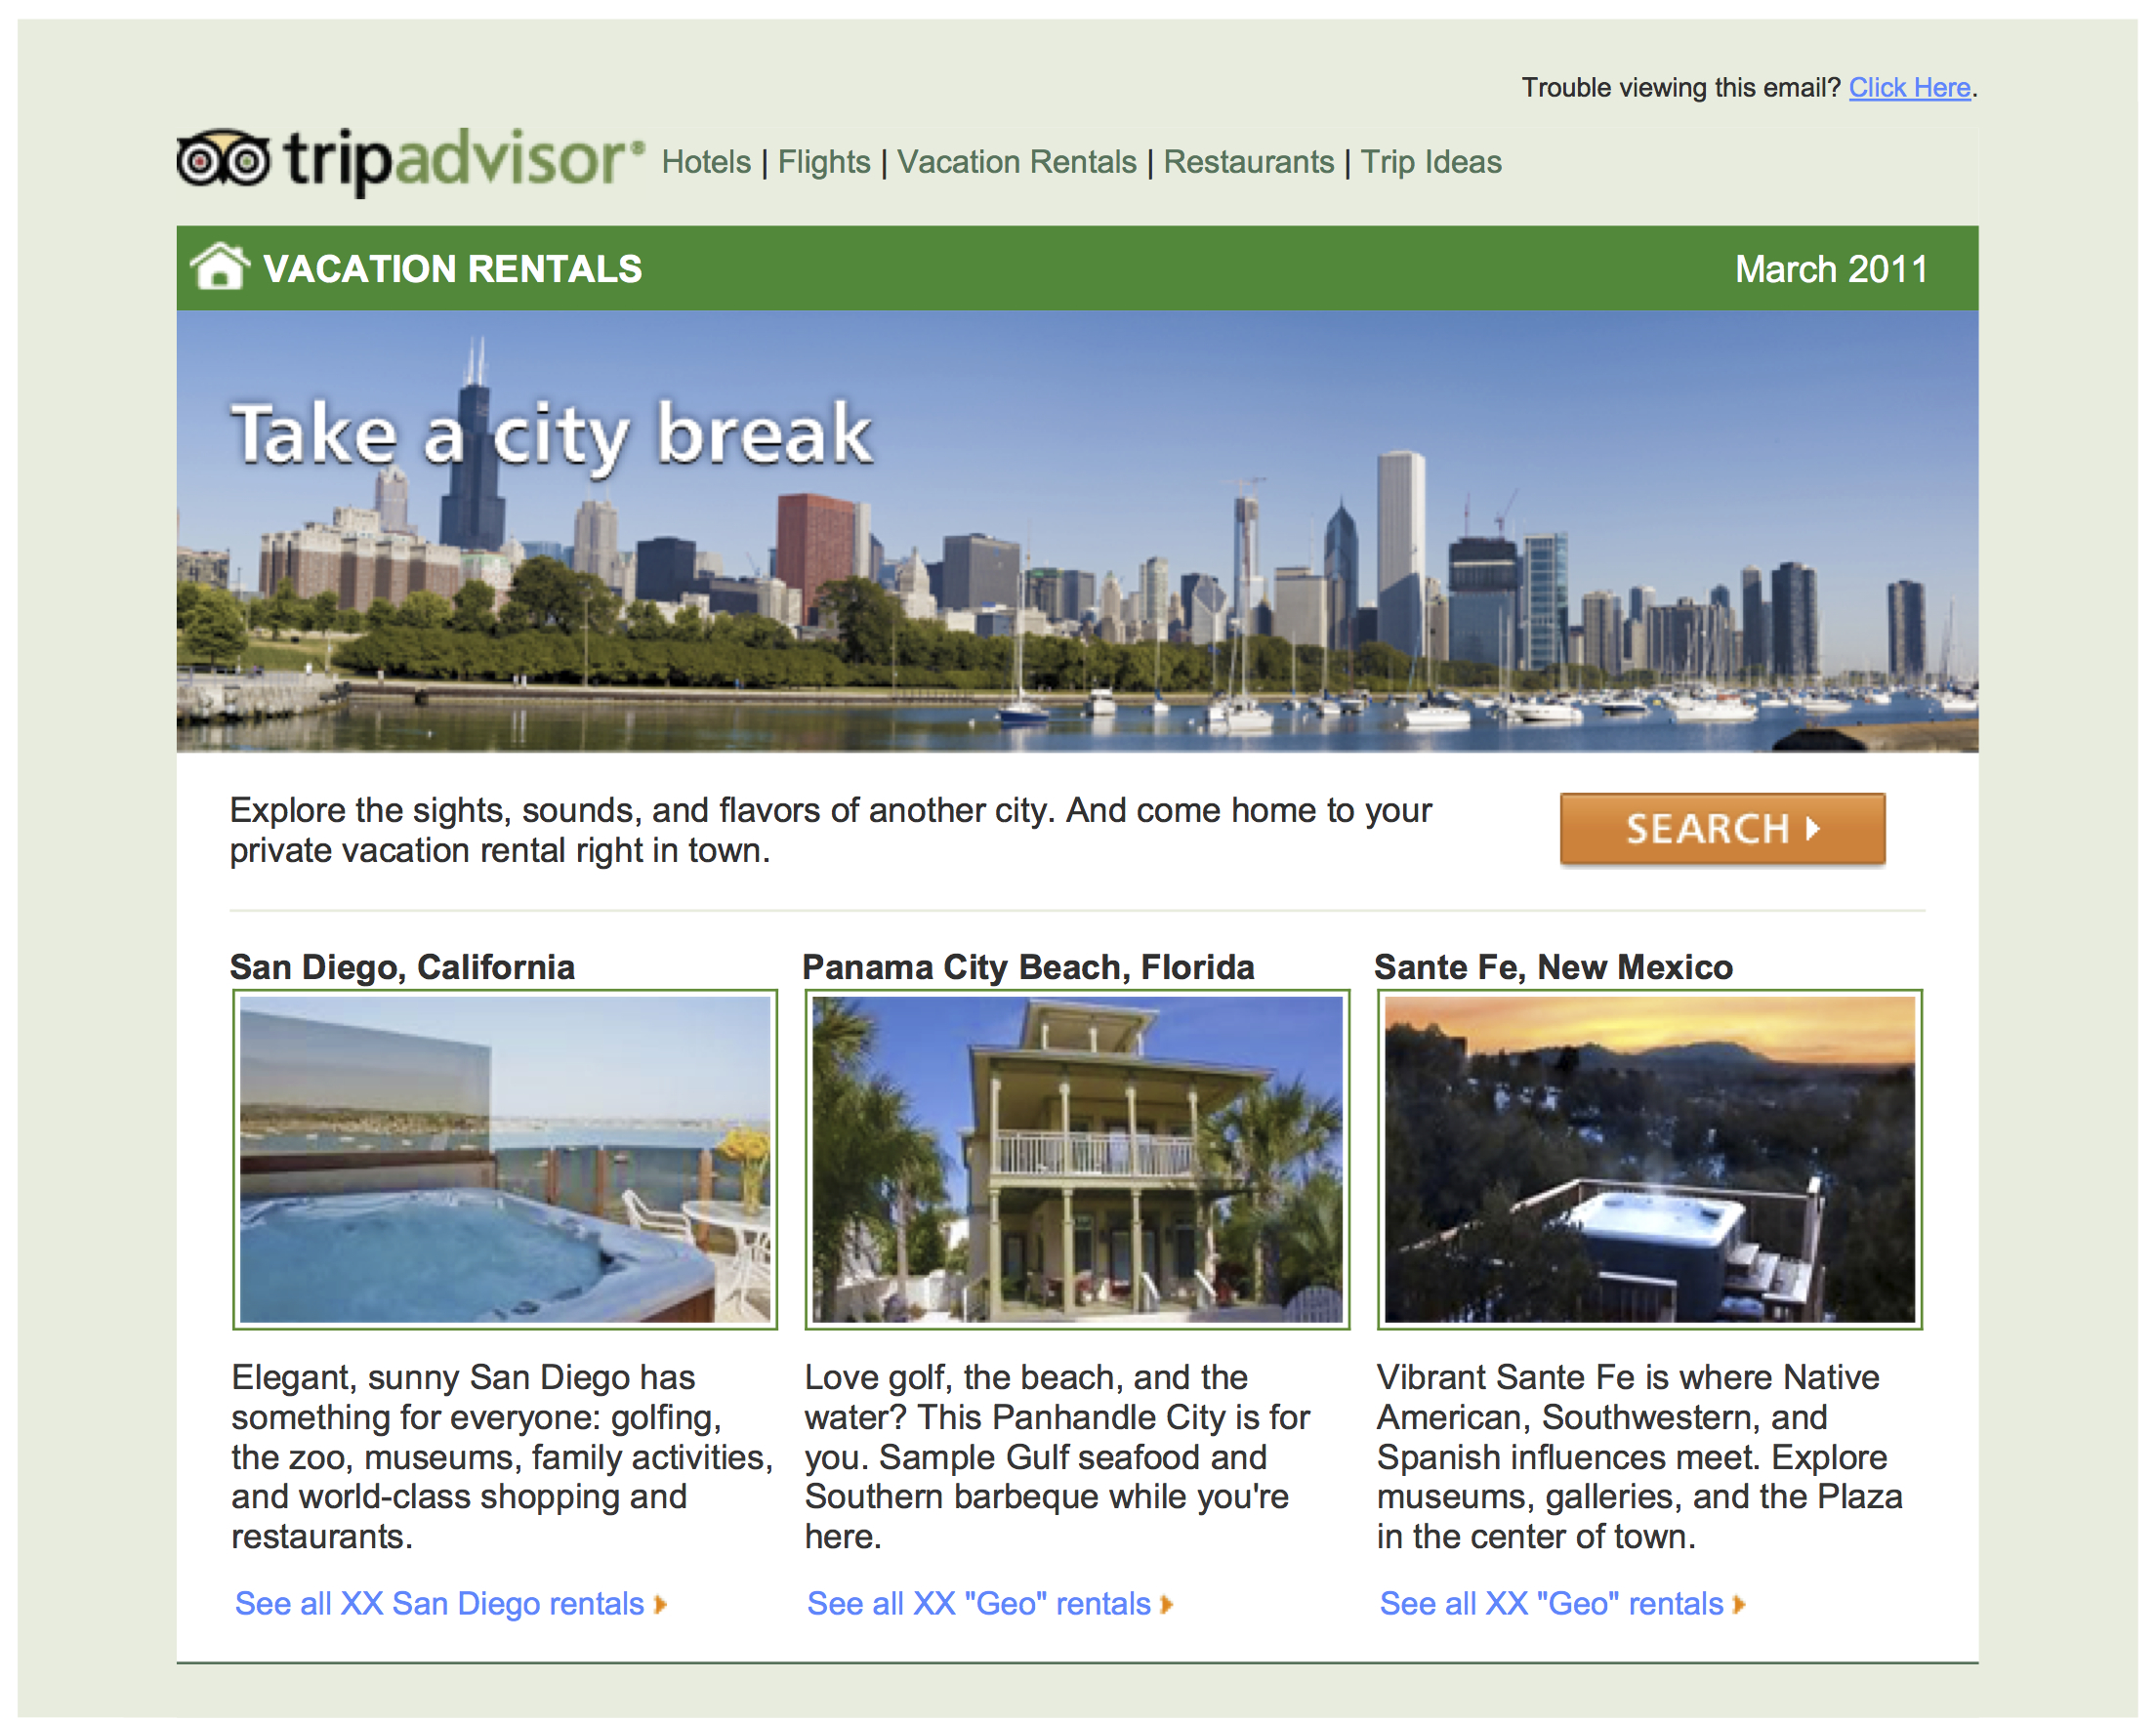 Trouble viewing this email? Click Here.
tripadvisor® Hotels | Flights | Vacation Rentals | Restaurants | Trip Ideas
VACATION RENTALS
March 2011
Take a city break
Explore the sights, sounds, and flavors of another city. And come home to your
private vacation rental right in town.
SEARCH
San Diego, California
Elegant, sunny San Diego has
something for everyone: golfing,
the zoo, museums, family activities,
and world-class shopping and
restaurants.
See all XX San Diego rentals
Panama City Beach, Florida
Love golf, the beach, and the
water? This Panhandle City is for
you. Sample Gulf seafood and
Southern barbeque while you're
here.
See all XX "Geo" rentals
Sante Fe, New Mexico
Vibrant Sante Fe is where Native
American, Southwestern, and
Spanish influences meet. Explore
museums, galleries, and the Plaza
in the center of town.
See all XX "Geo" rentals